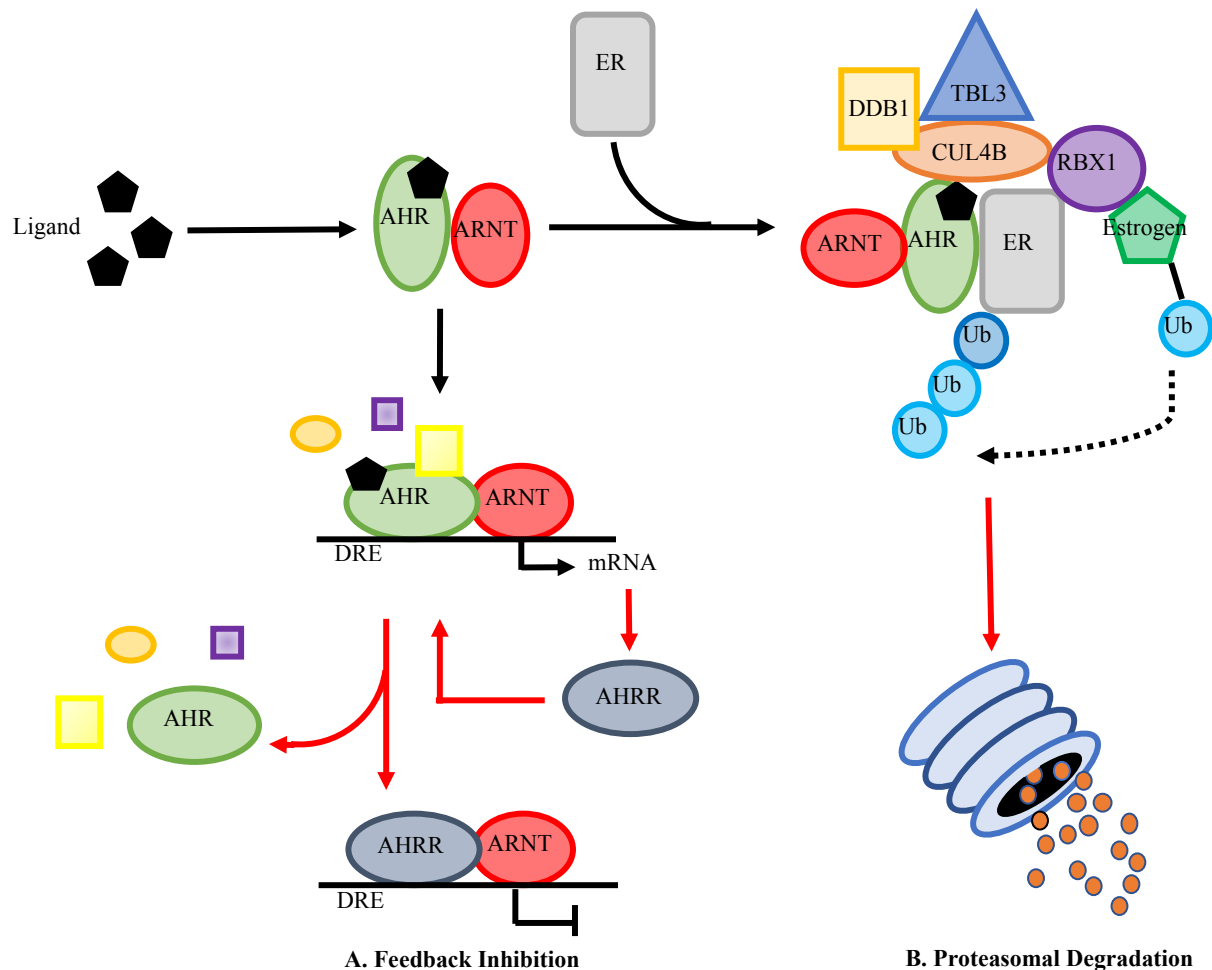 ER
TBL3
DDB1
CUL4B
RBX1
Ligand
AHR
ARNT
ARNT
AHR
ER
Estrogen
Ub
Ub
Ub
Ub
AHR
ARNT
DRE
mRNA
AHRR
AHR
AHRR
ARNT
DRE
A. Feedback Inhibition
B. Proteasomal Degradation